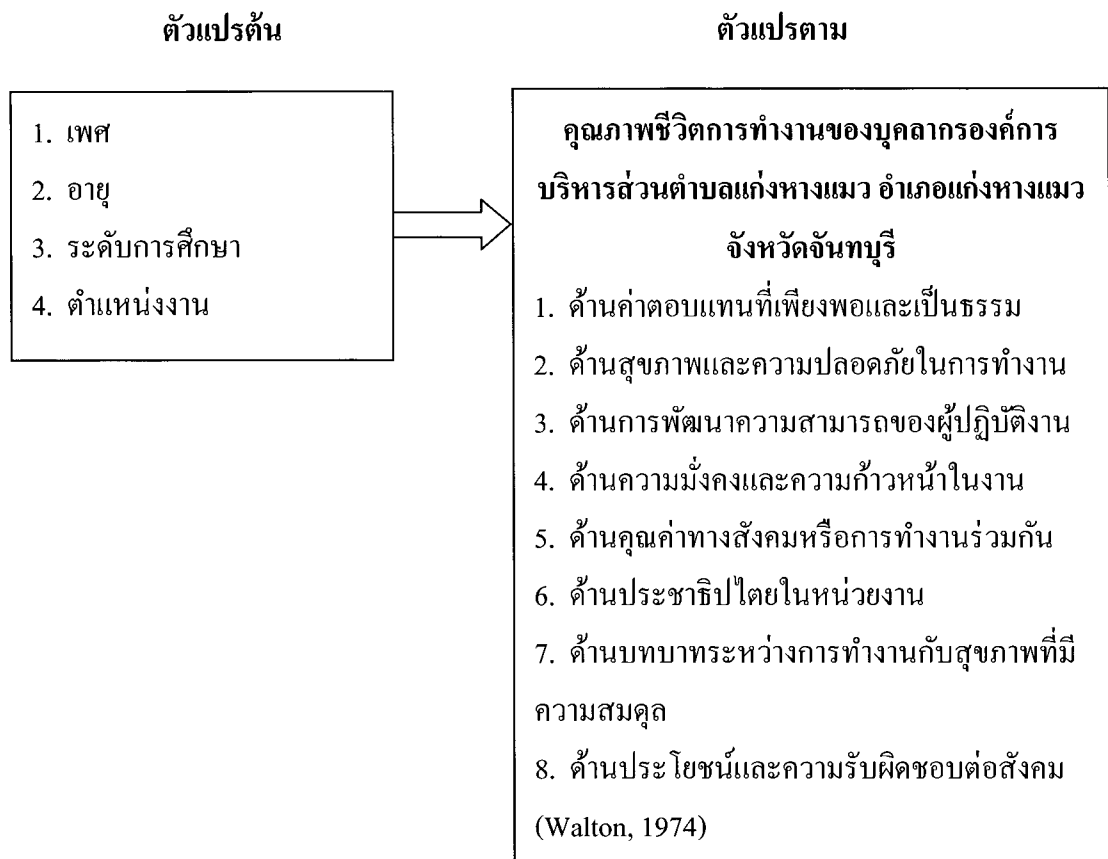 ตัวแปรต้น
ตัวแปรตาม
1. เพศ
2. อายุ
3. ระดับการศึกษา
4. ตำแหน่งงาน
คุณภาพชีวิตการทำงานของบุคลากรองค์การ
บริหารส่วนตำบลแก่งหางแมว อำเภอแก่งหางแมว
จังหวัดจันทบุรี
1. ด้านค่าตอบแทนที่เพียงพอและเป็นธรรม
2. ด้านสุขภาพและความปลอดภัยในการทำงาน
3. ด้านการพัฒนาความสามารถของผู้ปฏิบัติงาน
4. ด้านความมั่งคงและความก้าวหน้าในงาน
5. ด้านคุณค่าทางสังคมหรือการทำงานร่วมกัน
6. ด้านประชาธิปไตยในหน่วยงาน
7. ด้านบทบาทระหว่างการทำงานกับสุขภาพที่มี
ความสมดุล
8. ด้านประโยชน์และความรับผิดชอบต่อสังคม
(Walton, 1974)